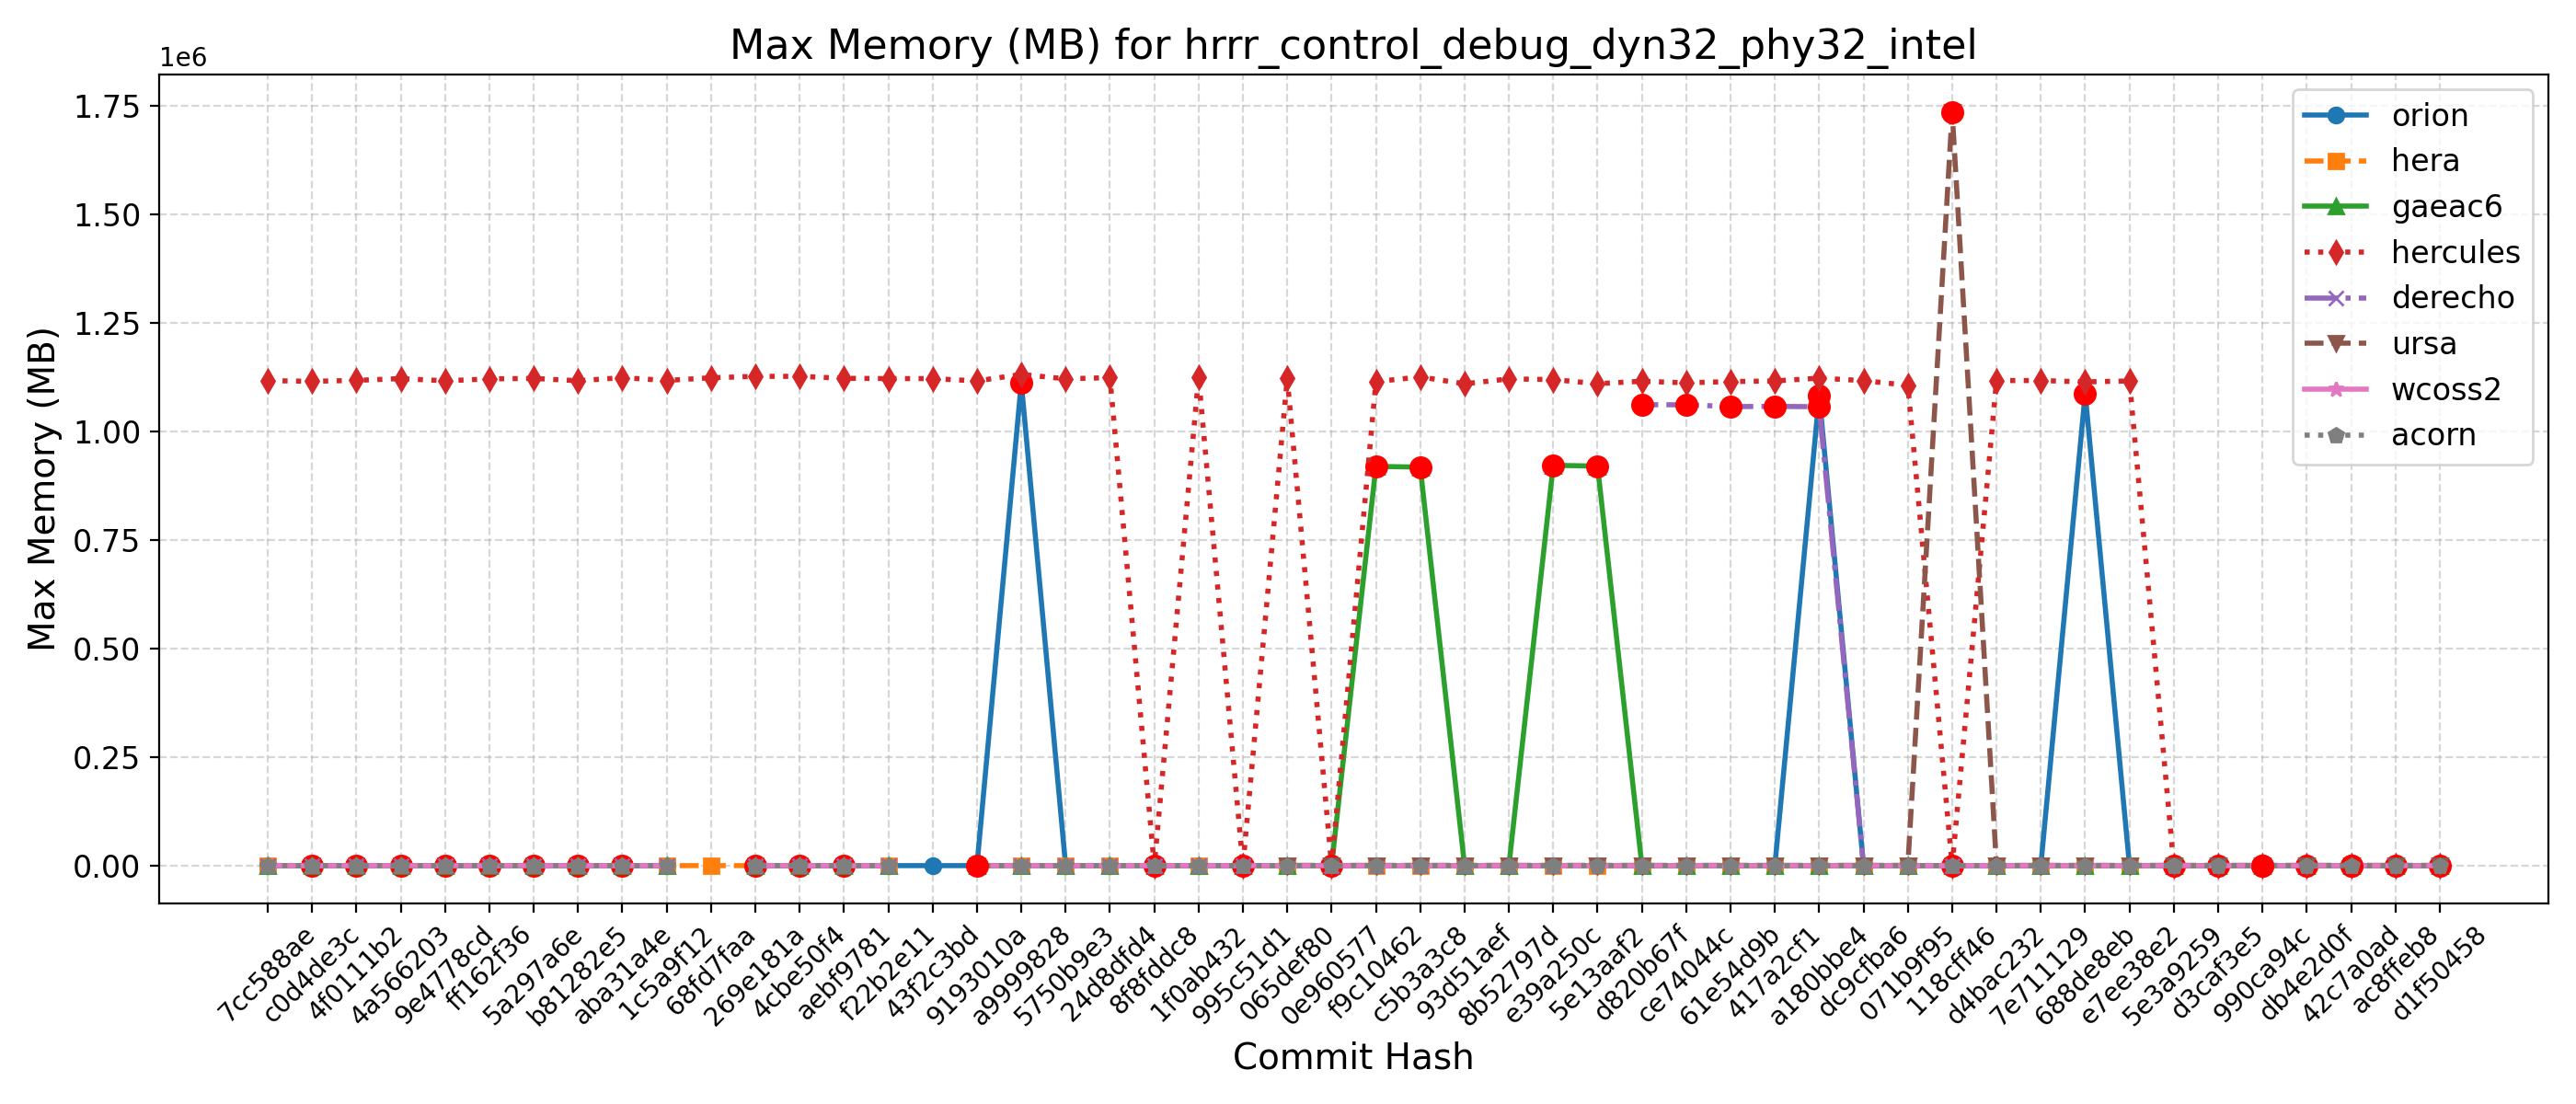 Max Memory (MB) for hrrr_control_debug_dyn32_phy32_intel
1e6
1.75
1.50
1.25
1.00
0.75
0.50
0.25
0.00
Max Memory (MB)
orion
hera
gaeac6
hercules
derecho
ursa
wcoss2
acorn
7cc588ae
c0d4de3c
4f0111b2
4a566203
9e4778cd
ff162f36
5a297a6e
b81282e5
aba31a4e
1c5a9f12
68fd7faa
269e181a
4cbe50f4
aebf9781
f22b2e11
43f2c3bd
9193010a
a9999828
5750b9e3
24d8dfd4
8f8fddc8
1f0ab432
995c51d1
065def80
0e960577
f9c10462
c5b3a3c8
93d51aef
8b52797d
e39a250c
5e13aaf2
d820b67f
ce74044c
61e54d9b
417a2cf1
a180bbe4
dc9cfba6
071b9f95
118cff46
d4bac232
7e711129
688de8eb
e7ee38e2
5e3a9259
d3caf3e5
990ca94c
db4e2d0f
42c7a0ad
ac8ffeb8
d1f50458
Commit Hash